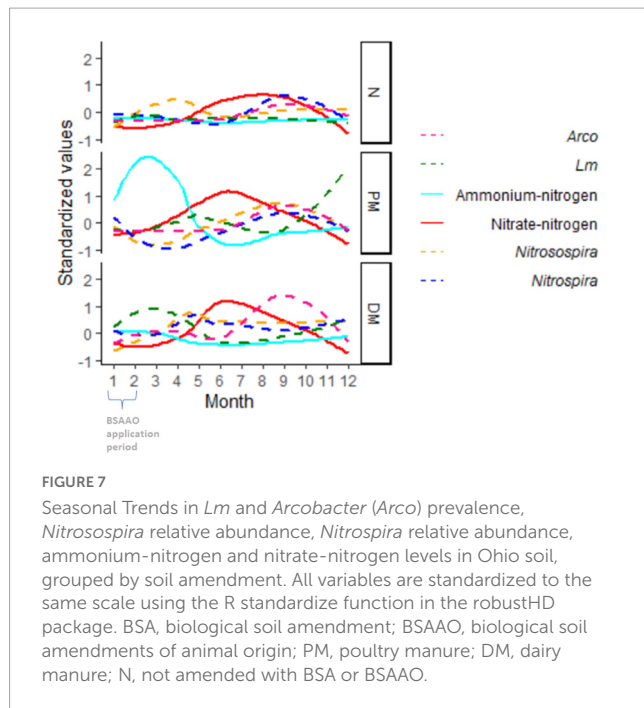 2
1
0
-1
N
2
1
0
-1
PM
2
1
0
-1
DM
Standardized values
1 2 3 4 5 6 7 8 9 10 11 12
Month
BSAAO
application
period
Arco
Lm
Ammonium-nitrogen
Nitrate-nitrogen
Nitrosospira
Nitrospira
FIGURE 7
Seasonal Trends in Lm and Arcobacter (Arco) prevalence,
Nitrosospira relative abundance, Nitrospira relative abundance,
ammonium-nitrogen and nitrate-nitrogen levels in Ohio soil,
grouped by soil amendment. All variables are standardized to the
same scale using the R standardize function in the robustHD
package. BSA, biological soil amendment; BSAAO, biological soil
amendments of animal origin; PM, poultry manure; DM, dairy
manure; N, not amended with BSA or BSAAO.